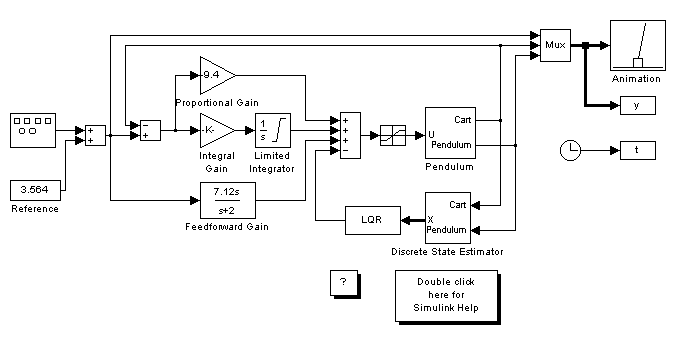 Mux
Animation
y
t
-9.4
Proportional Gain
-K-
Integral
Gain
1
s
Limited
Integrator
3.564
Reference
7.12s
s+2
Feedforward Gain
Cart
U
Pendulum
Pendulum
LQR
Cart
X
Pendulum
Discrete State Estimator
?
Double click
here for
Simulink Help